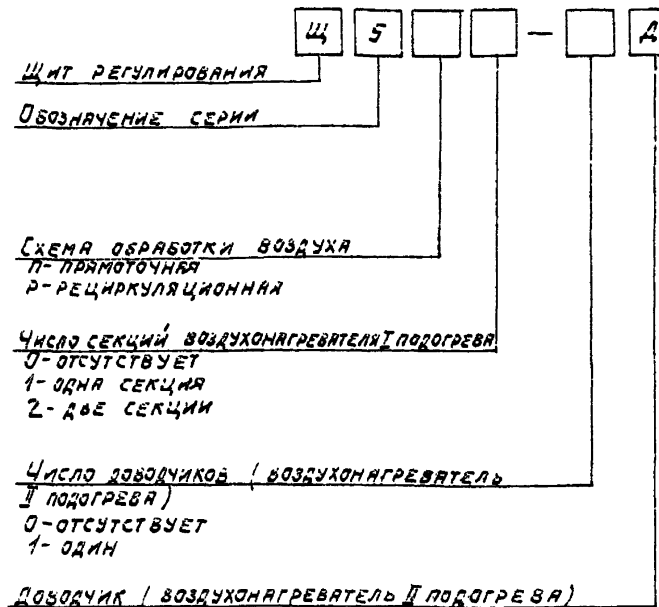 Щ 5 — Д
Щит регулирования
Обозначение серии
Схема обработки воздуха
П- прямоточная
Р- рециркуляционная
Число секций воздухонагревателя I подогрева
0- отсутствует
1- одна секция
2- две секции
Число доводчиков (воздухонагреватель
II подогрева)
0- отсутствует
1- один
Доводчик (воздухонагреватель II подогрева)